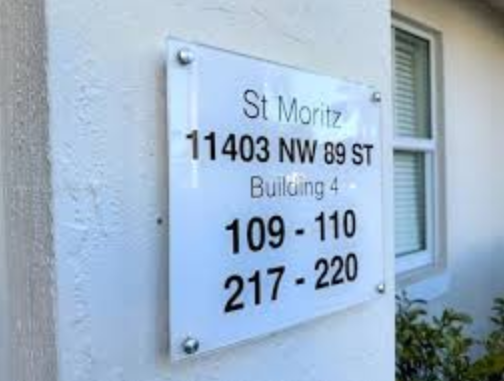 St Moritz
11403 NW 89 ST
Building 4
109 - 110
217 - 220